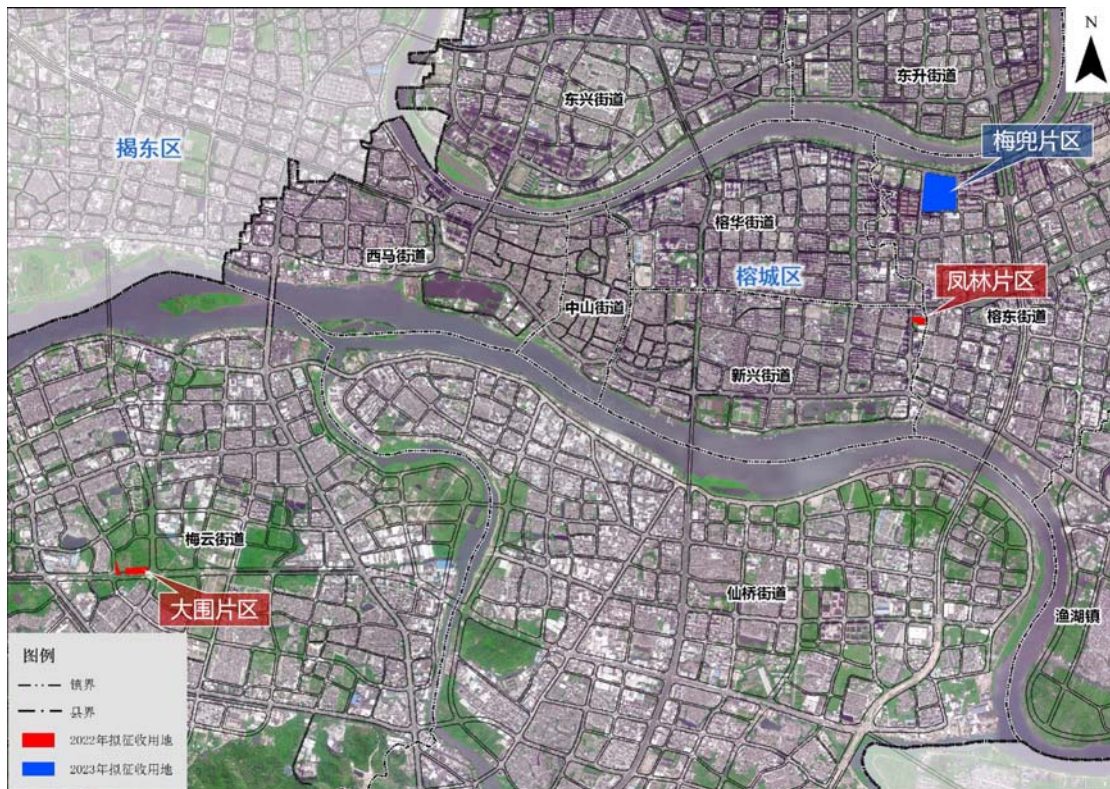 N
东升街道
东兴街道
梅兜片区
揭东区
榕华街道
西马街道
榕城区
凤林片区
中山街道
榕东街道
新兴街道
梅云街道
仙桥街道
大围片区
渔湖镇
图例
镇界
县界
2022年拟征收用地
2023年拟征收用地